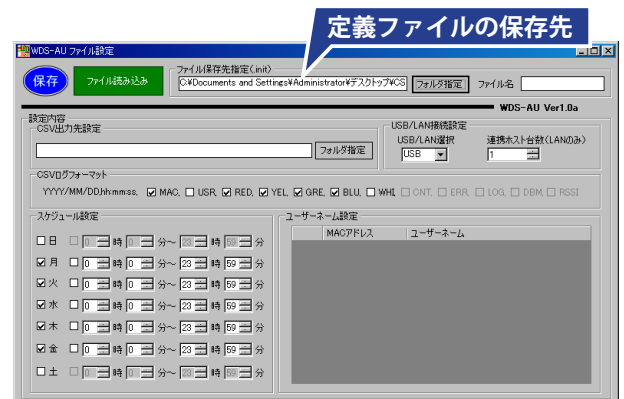 定義ファイルの保存先
WDS-AU ファイル設定
保存
ファイル読み込み
ファイル保存先指定(.init)
C:¥Documents and Settings¥Administrator¥デスクトップ¥CS
フォルダ指定
ファイル名
WDS-AU Ver1.0a
設定内容
CSV出力先設定
フォルダ指定
USB/LAN接続設定
USB/LAN選択
連携ホスト台数(LANのみ)
USB
1
CSVログフォーマット
YYYY/MM/DD,hh:mm:ss, MAC, USR, RED, YEL, GRE, BLU, WHI, CNT, ERR, LOG, DBM, RSSI
スケジュール設定
日 0 時 0 分～ 23 時 59 分
月 0 時 0 分～ 23 時 59 分
火 0 時 0 分～ 23 時 59 分
水 0 時 0 分～ 23 時 59 分
木 0 時 0 分～ 23 時 59 分
金 0 時 0 分～ 23 時 59 分
土 0 時 0 分～ 23 時 59 分
ユーザーネーム設定
MACアドレス ユーザーネーム